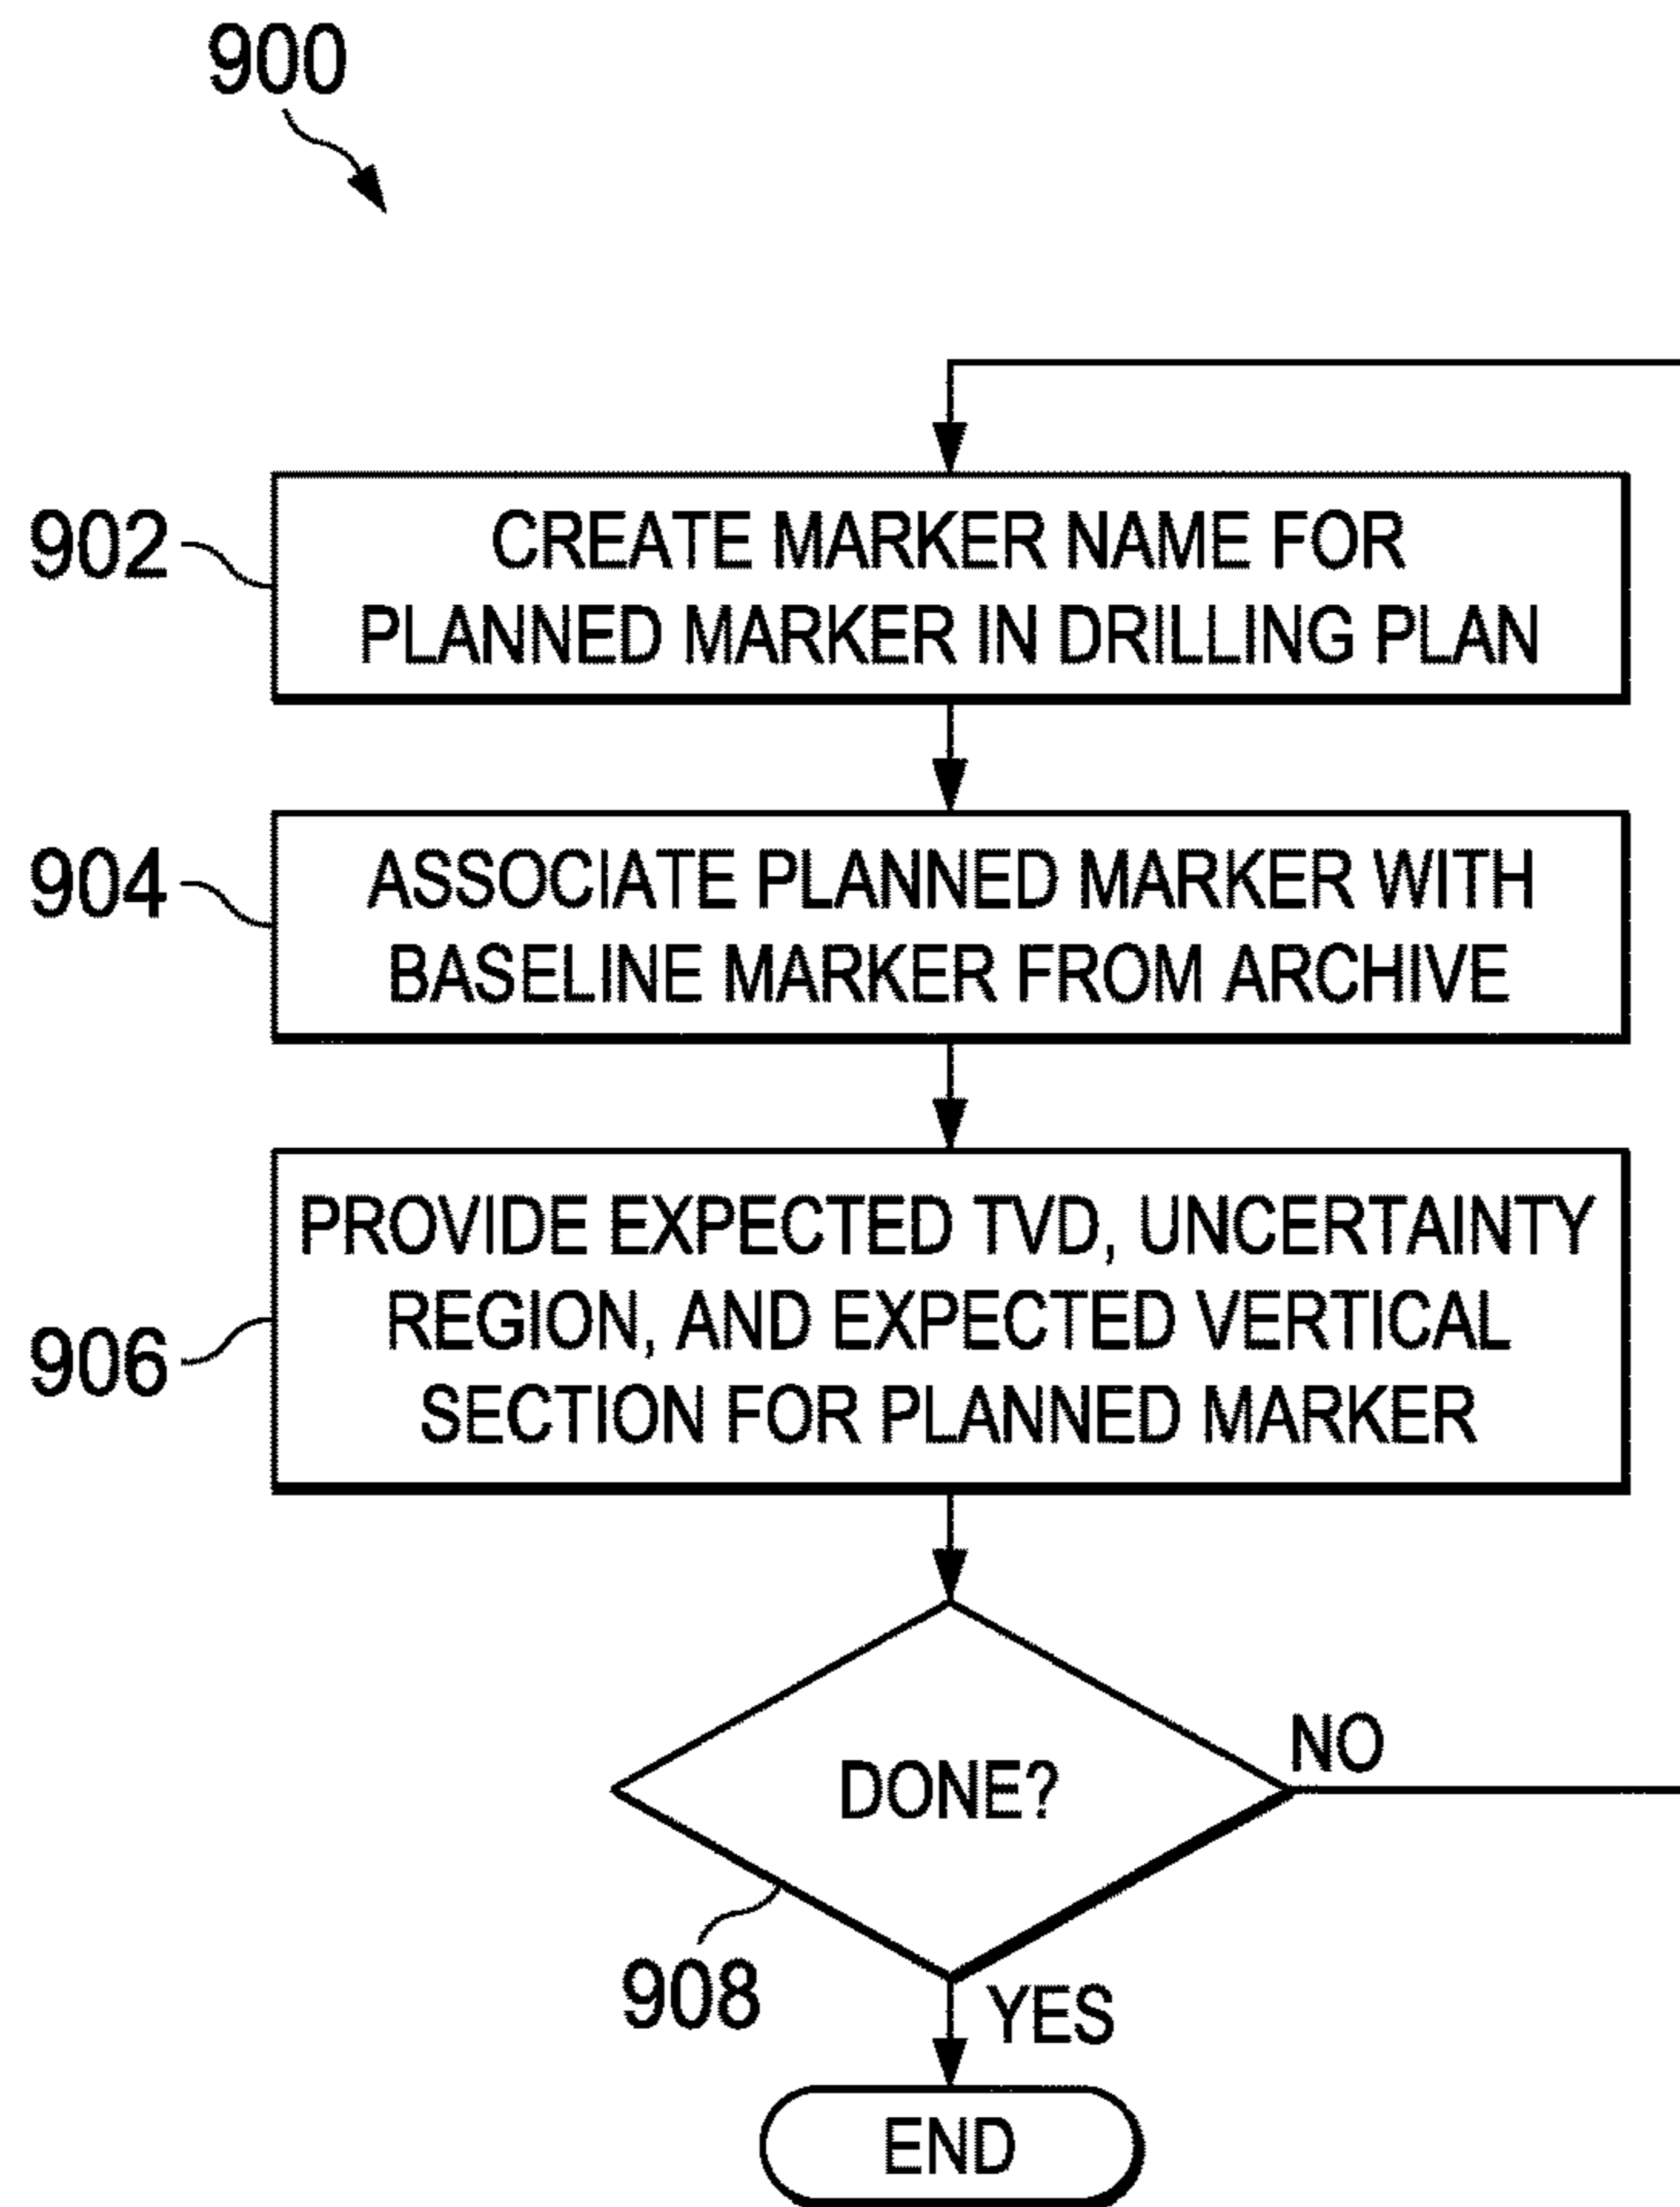 900
902
CREATE MARKER NAME FOR
PLANNED MARKER IN DRILLING PLAN
904
ASSOCIATE PLANNED MARKER WITH
BASELINE MARKER FROM ARCHIVE
906
PROVIDE EXPECTED TVD, UNCERTAINTY
REGION, AND EXPECTED VERTICAL
SECTION FOR PLANNED MARKER
DONE?
NO
908
YES
END